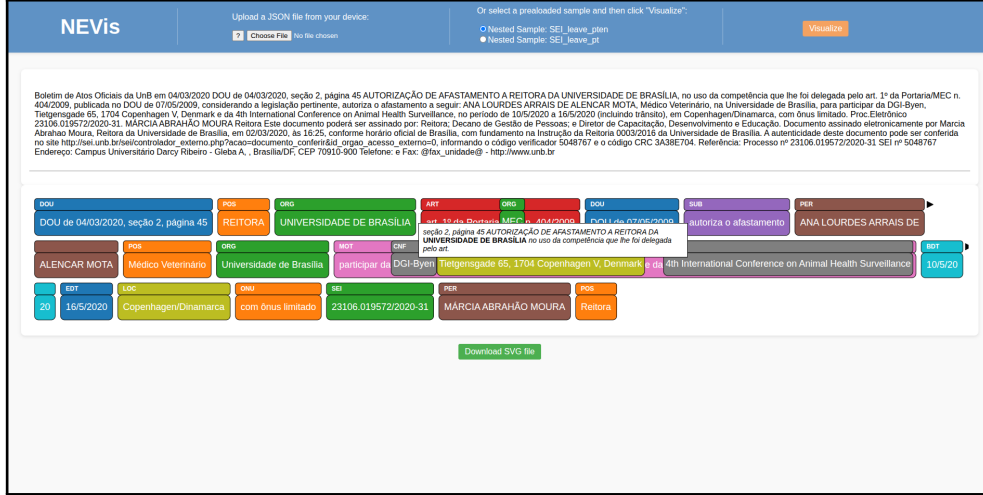 NEVis
Upload a JSON file from your device:
? Choose File No file chosen
Or select a prealoaded sample and then click "Visualize":
Nested Sample: SEI_leave_pten
Nested Sample: SEI_leave_pt
Visualize
Boletim de Atos Oficiais da UnB em 04/03/2020 DOU de 04/03/2020, seção 2, página 45 AUTORIZAÇÃO DE AFASTAMENTO A REITORA DA UNIVERSIDADE DE BRASÍLIA, no uso da competência que lhe foi delegada pelo art. 1º da Portaria/MEC n.
404/2009, publicada no DOU de 07/05/2009, considerando a legislação pertinente, autoriza o afastamento a seguir: ANA LOURDES ARRAIS DE ALENCAR MOTA, Médico Veterinário, na Universidade de Brasília, para participar da DGI-Byen,
Tietgensgade 65, 1704 Copenhagen V, Denmark e da 4th International Conference on Animal Health Surveillance, no período de 10/5/2020 a 16/5/2020 (incluindo trânsito), em Copenhagen/Dinamarca, com ônus limitado. Proc.Eletrônico
23106.019572/2020-31. MÁRCIA ABRAHÃO MOURA Reitora Este documento poderá ser assinado por: Reitora; Decano de Gestão de Pessoas; e Diretor de Capacitação, Desenvolvimento e Educação. Documento assinado eletronicamente por Marcia
Abrahao Moura, Reitora da Universidade de Brasília, em 02/03/2020, às 16:25, conforme horário oficial de Brasília, com fundamento na Instrução da Reitoria 0003/2016 da Universidade de Brasília. A autenticidade deste documento pode ser conferida
no site http://sei.unb.br/sei/controlador_externo.php?acao=documento_conferir&id_orgao_acesso_externo=0, informando o código verificador 5048767 e o código CRC 3A38E704. Referência: Processo nº 23106.019572/2020-31 SEI nº 5048767
Endereço: Campus Universitário Darcy Ribeiro - Gleba A, , Brasília/DF, CEP 70910-900 Telefone: e Fax: @fax_unidade@ - http://www.unb.br
DOU POS ORG ART ORG DOU SUB PER
DOU de 04/03/2020, seção 2, página 45 REITORA UNIVERSIDADE DE BRASÍLIA art. 1º da Portaria MEC n. 404/2009 DOU de 07/05/2009 autoriza o afastamento ANA LOURDES ARRAIS DE
seção 2, página 45 AUTORIZAÇÃO DE AFASTAMENTO A REITORA DA
UNIVERSIDADE DE BRASÍLIA no uso da competência que lhe foi delegada
pelo art.
POS ORG MOT CNF BDT
ALENCAR MOTA Médico Veterinário Universidade de Brasília participar da DGI-Byen Tietgensgade 65, 1704 Copenhagen V, Denmark e da 4th International Conference on Animal Health Surveillance 10/5/20
EDT LOC ONU SEI PER POS
20 16/5/2020 Copenhagen/Dinamarca com ônus limitado 23106.019572/2020-31 MÁRCIA ABRAHÃO MOURA Reitora
Download SVG file